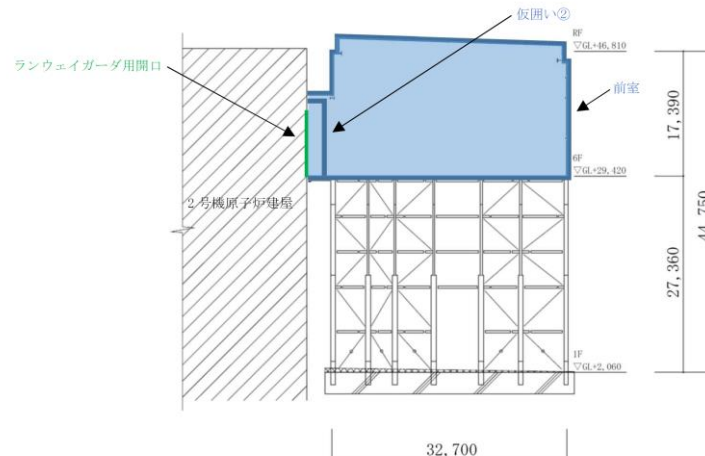 仮囲い②
RF
▽GL+46,810
ランウェイガーダ用開口
前室
17,390
6F
▽GL+29,420
2号機原子炉建屋
44,750
27,360
1F
▽GL+2,060
32,700